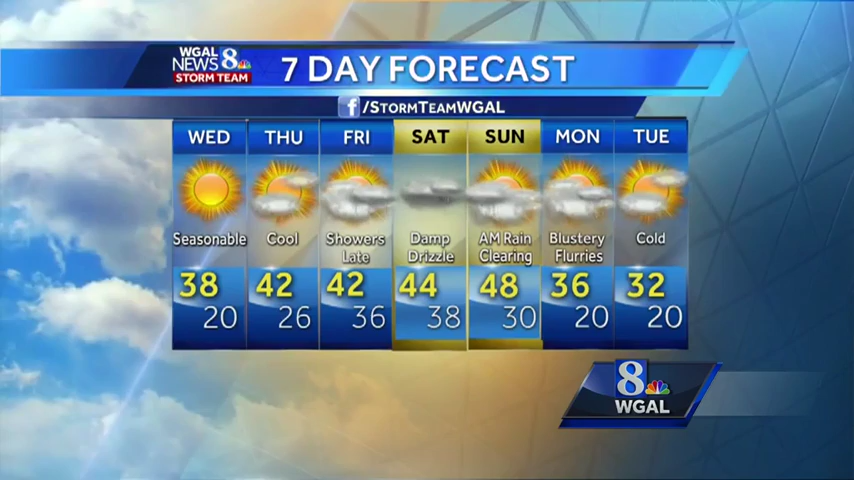 WGAL
NEWS 8
STORM TEAM
7 DAY FORECAST
f/STORMTEAMWGAL
WED THU FRI SAT SUN MON TUE
Seasonable Cool Showers Late Damp Drizzle AM Rain Clearing Blustery Flurries Cold
38 42 42 44 48 36 32
20 26 36 38 30 20 20
8
WGAL